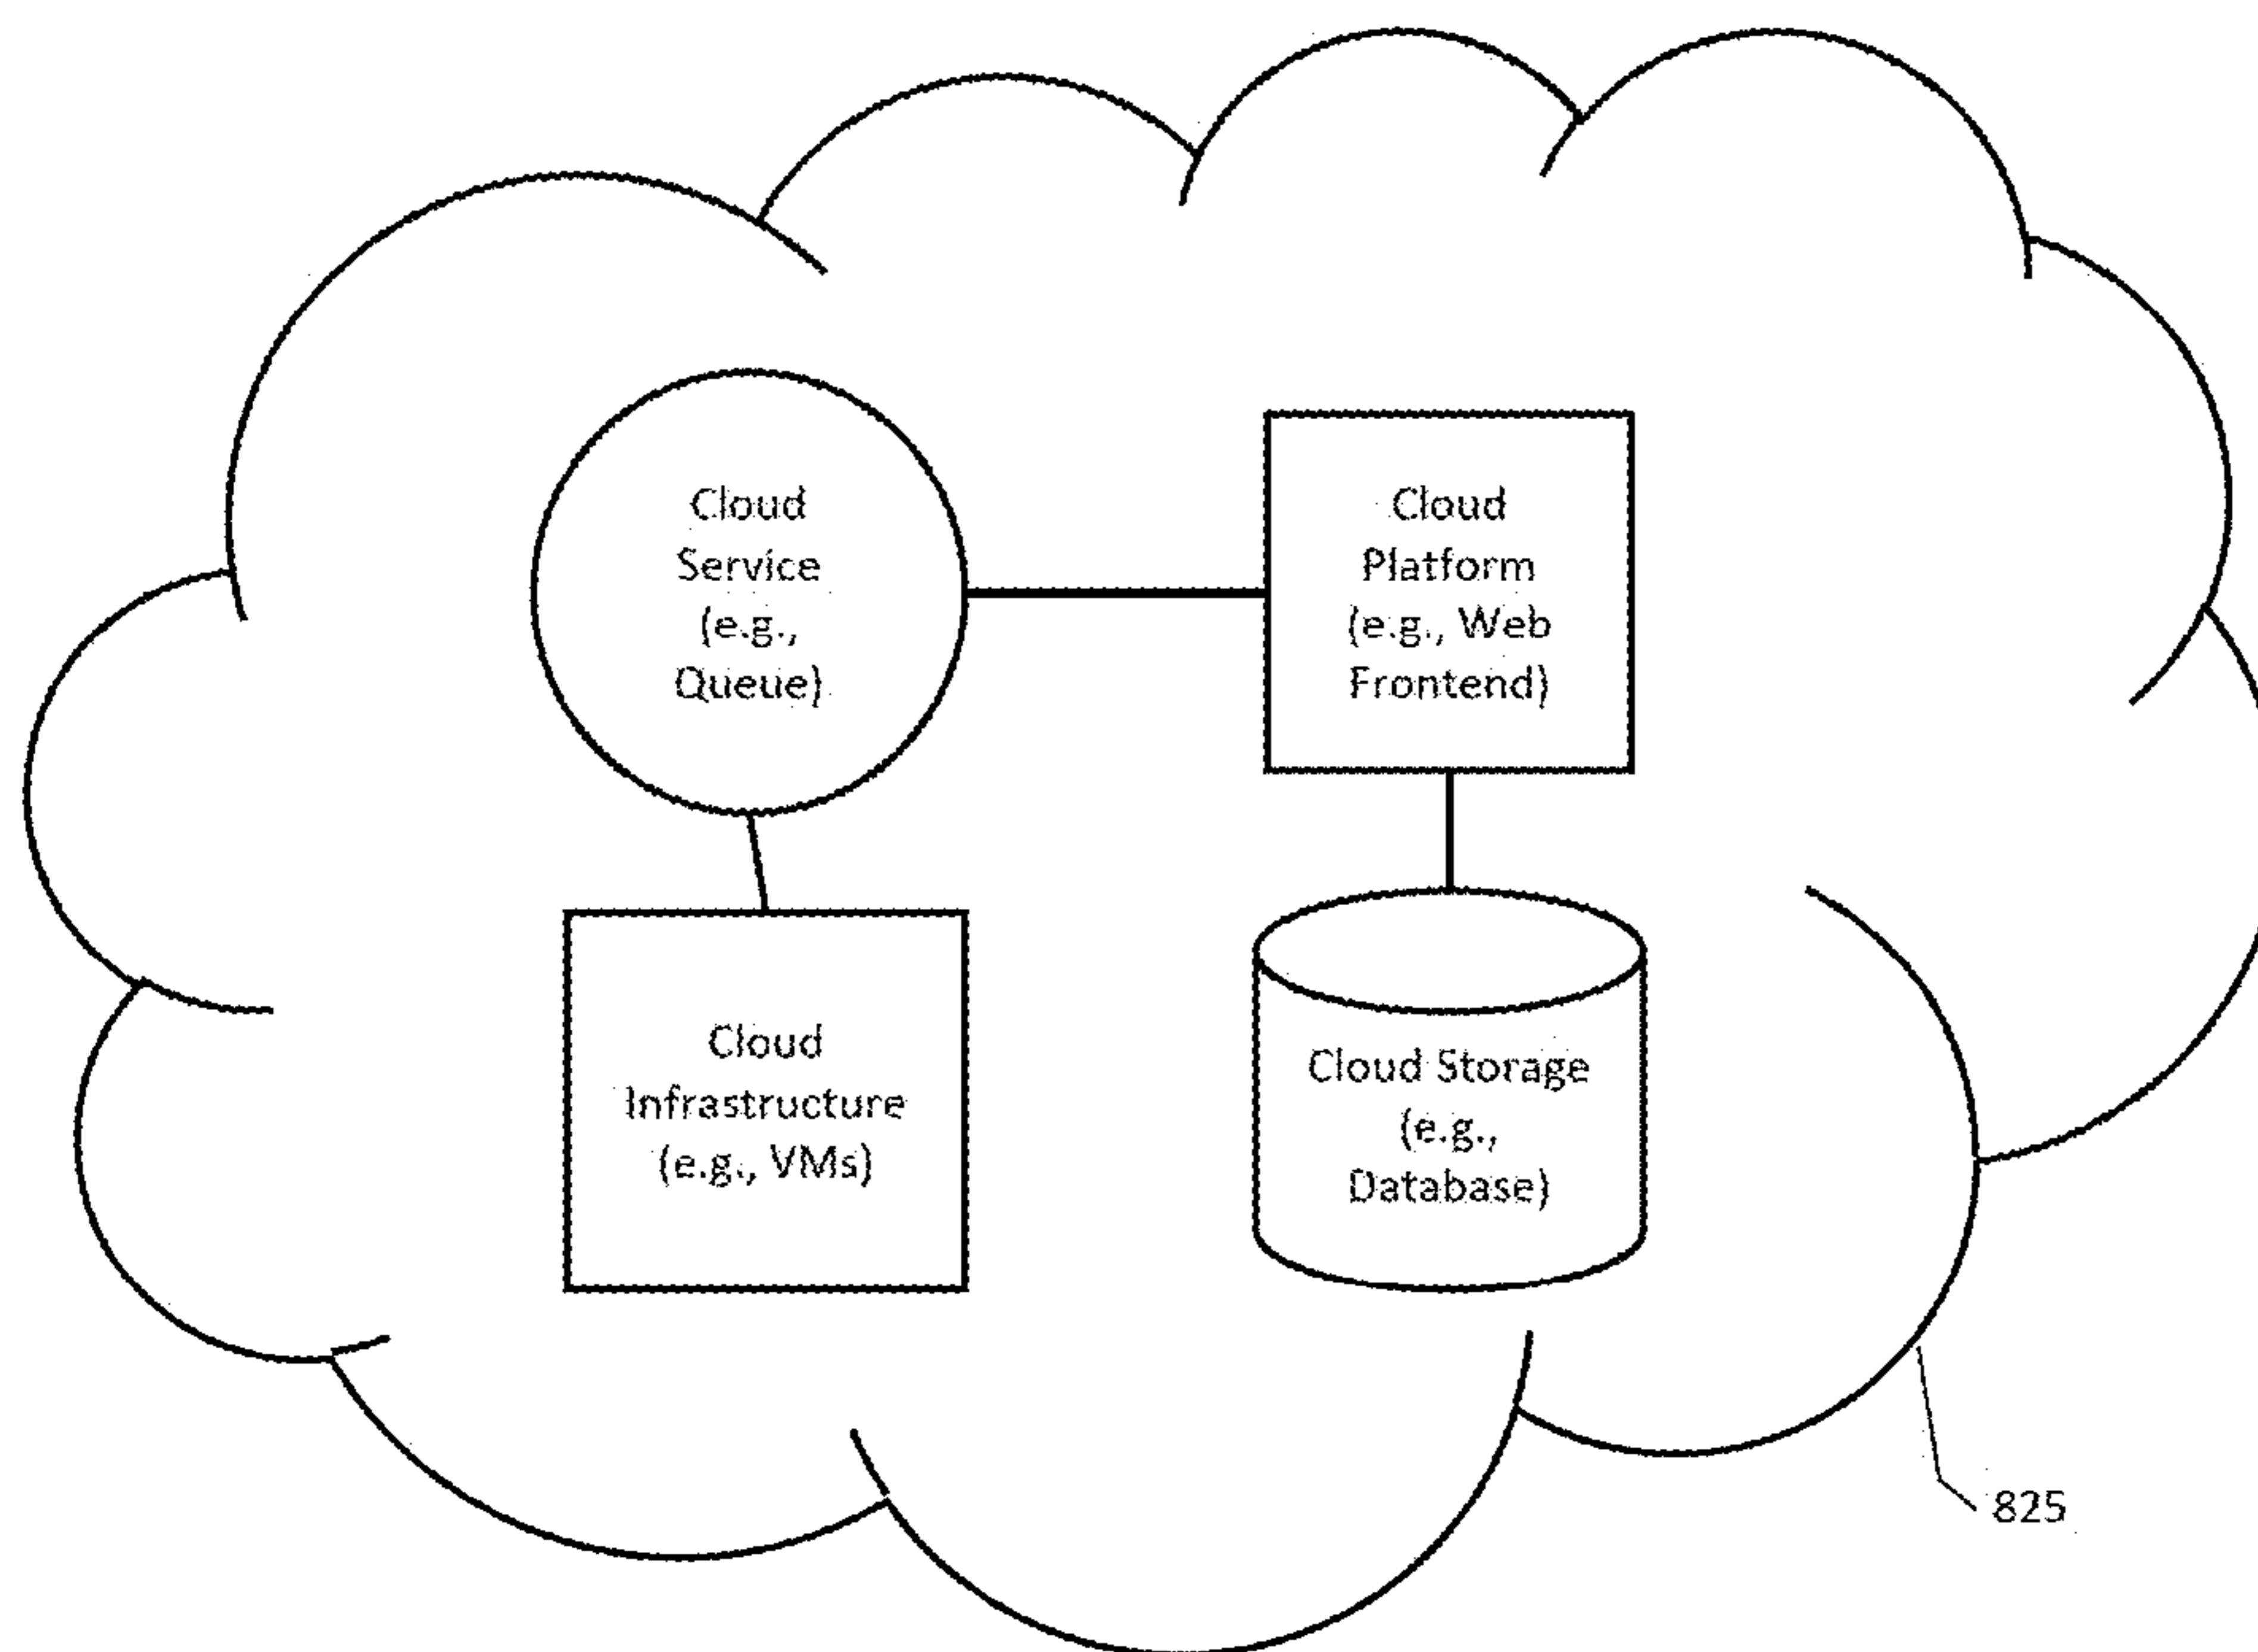 Cloud
Service
(e.g.,
Queue)
Cloud
Platform
(e.g., Web
Frontend)
Cloud
Infrastructure
(e.g., VMs)
Cloud Storage
(e.g.,
Database)
825